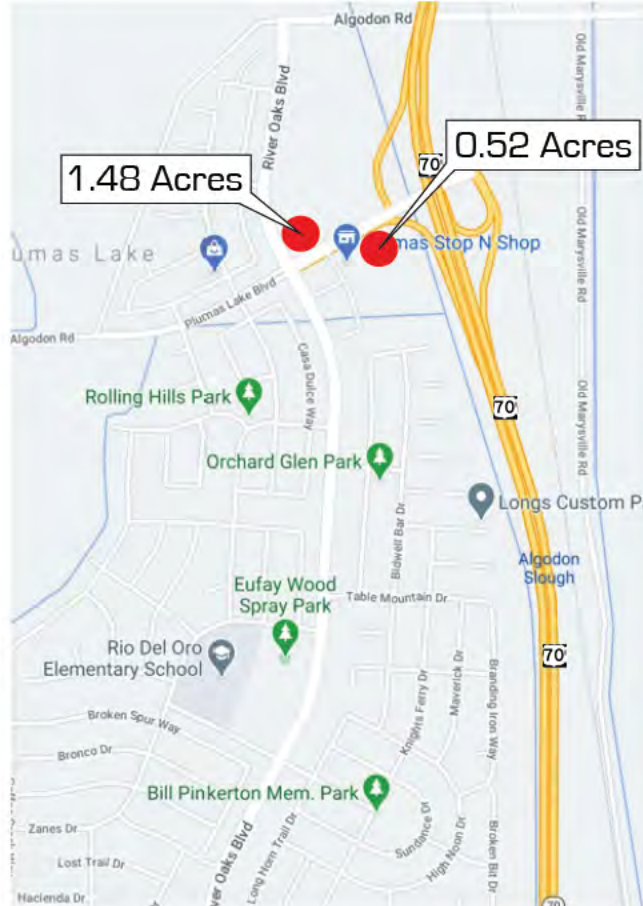 Algodon Rd
Old Marysville R
River Oaks Blvd
70
0.52 Acres
1.48 Acres
umas Lake
mas Stop N Shop
Plumas Lake Blvd
Old Marysville Rd
Algodon Rd
Casa Dulce Way
Rolling Hills Park
70
Old Marysville Rd
Orchard Glen Park
Longs Custom P
Bidwell Bar Dr
Algodon
Slough
Eufay Wood
Spray Park
Table Mountain Dr
Rio Del Oro
Elementary School
70
Maverick Dr
Branding Iron Way
Knights Ferry Dr
Broken Spur Way
Bronco Dr
Bill Pinkerton Mem. Park
Sundance Dr
Zanes Dr
ver Oaks Blvd
Long Horn Trail Dr
High Noon Dr
Broken Bit Dr
Lost Trail Dr
Hacienda Dr
70